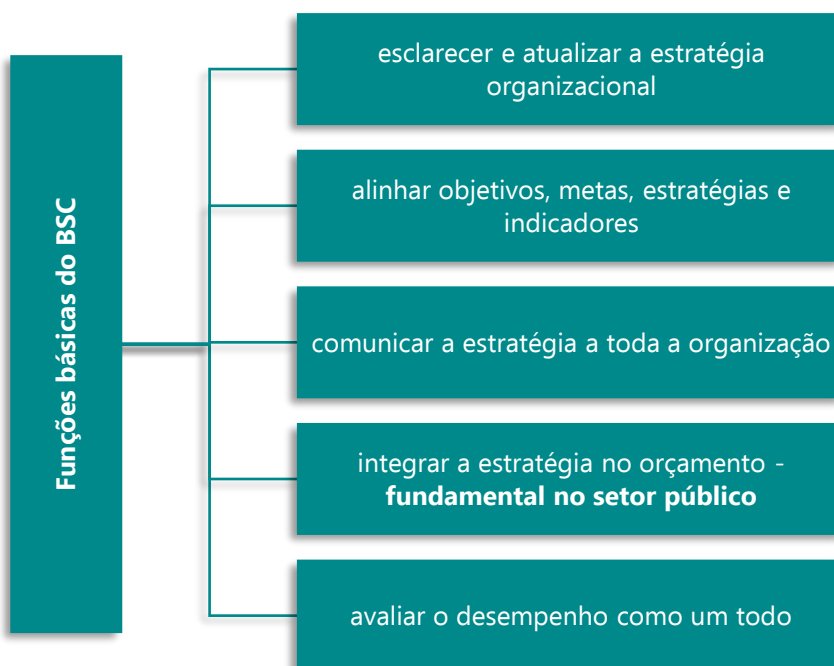 Funções básicas do BSC
esclarecer e atualizar a estratégia
organizacional
alinhar objetivos, metas, estratégias e
indicadores
comunicar a estratégia a toda a organização
integrar a estratégia no orçamento -
fundamental no setor público
avaliar o desempenho como um todo